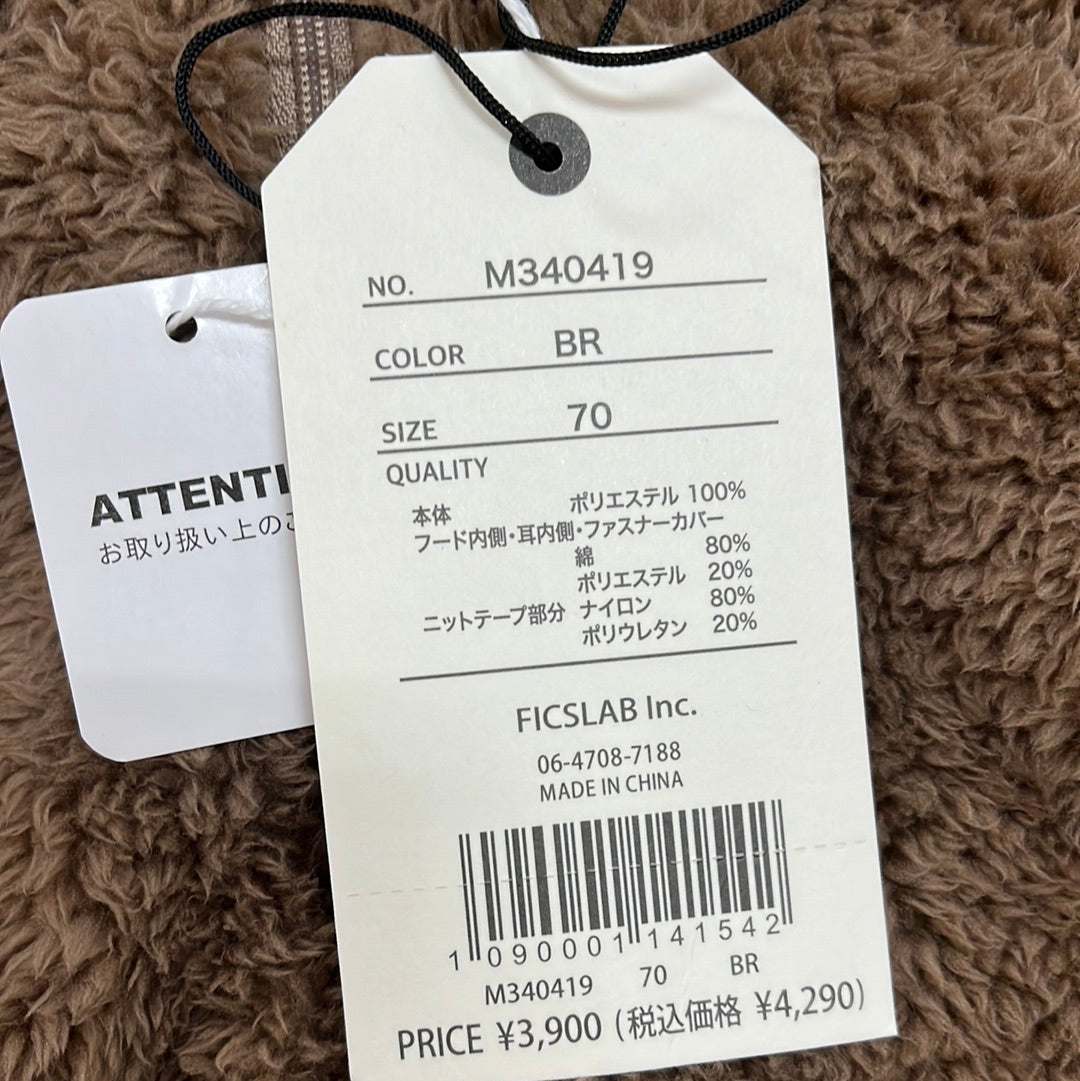 NO. M340419
COLOR BR
SIZE 70
QUALITY
本体 ポリエステル 100%
フード内側・耳内側・ファスナーカバー
綿 80%
ポリエステル 20%
ニットテープ部分 ナイロン 80%
ポリウレタン 20%
FICSLAB Inc.
06-4708-7188
MADE IN CHINA
1 090001 141542
M340419 70 BR
PRICE ¥3,900 (税込価格 ¥4,290)
ATTENTI
お取り扱い上のご